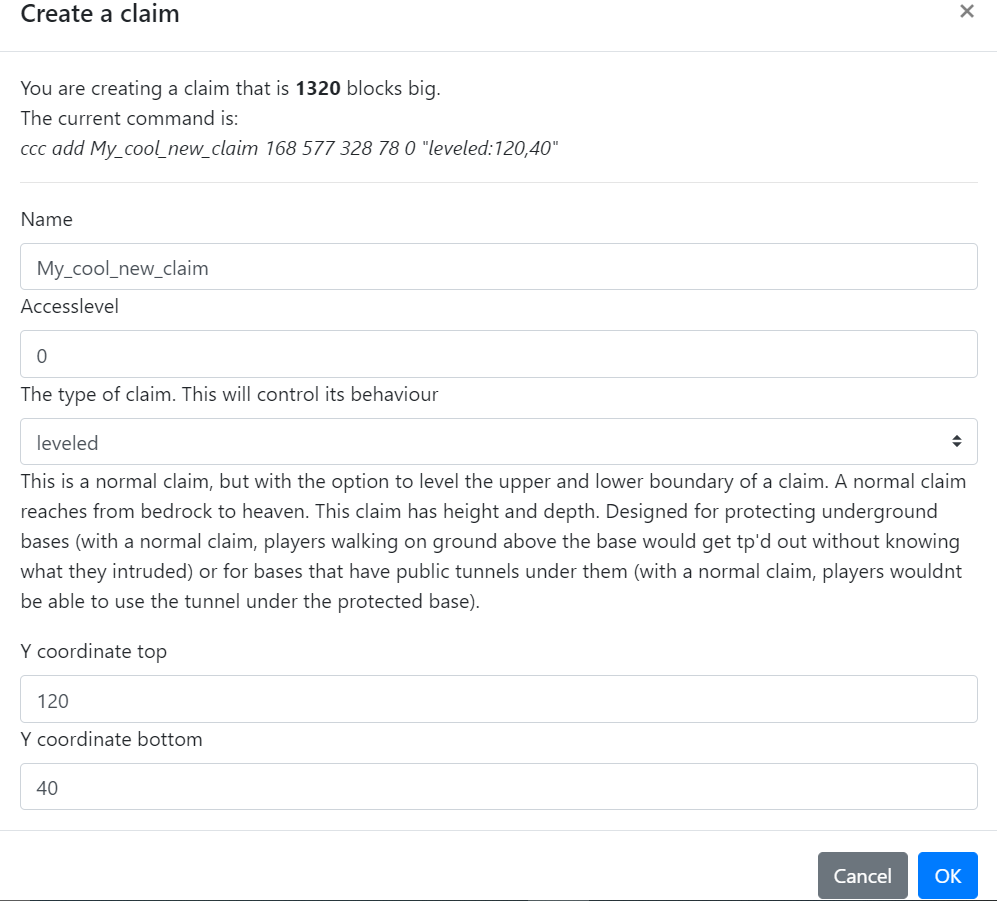 Create a claim
×
You are creating a claim that is 1320 blocks big.
The current command is:
ccc add My_cool_new_claim 168 577 328 78 0 "leveled:120,40"
Name
My_cool_new_claim
Accesslevel
0
The type of claim. This will control its behaviour
leveled
This is a normal claim, but with the option to level the upper and lower boundary of a claim. A normal claim
reaches from bedrock to heaven. This claim has height and depth. Designed for protecting underground
bases (with a normal claim, players walking on ground above the base would get tp'd out without knowing
what they intruded) or for bases that have public tunnels under them (with a normal claim, players wouldnt
be able to use the tunnel under the protected base).
Y coordinate top
120
Y coordinate bottom
40
Cancel OK